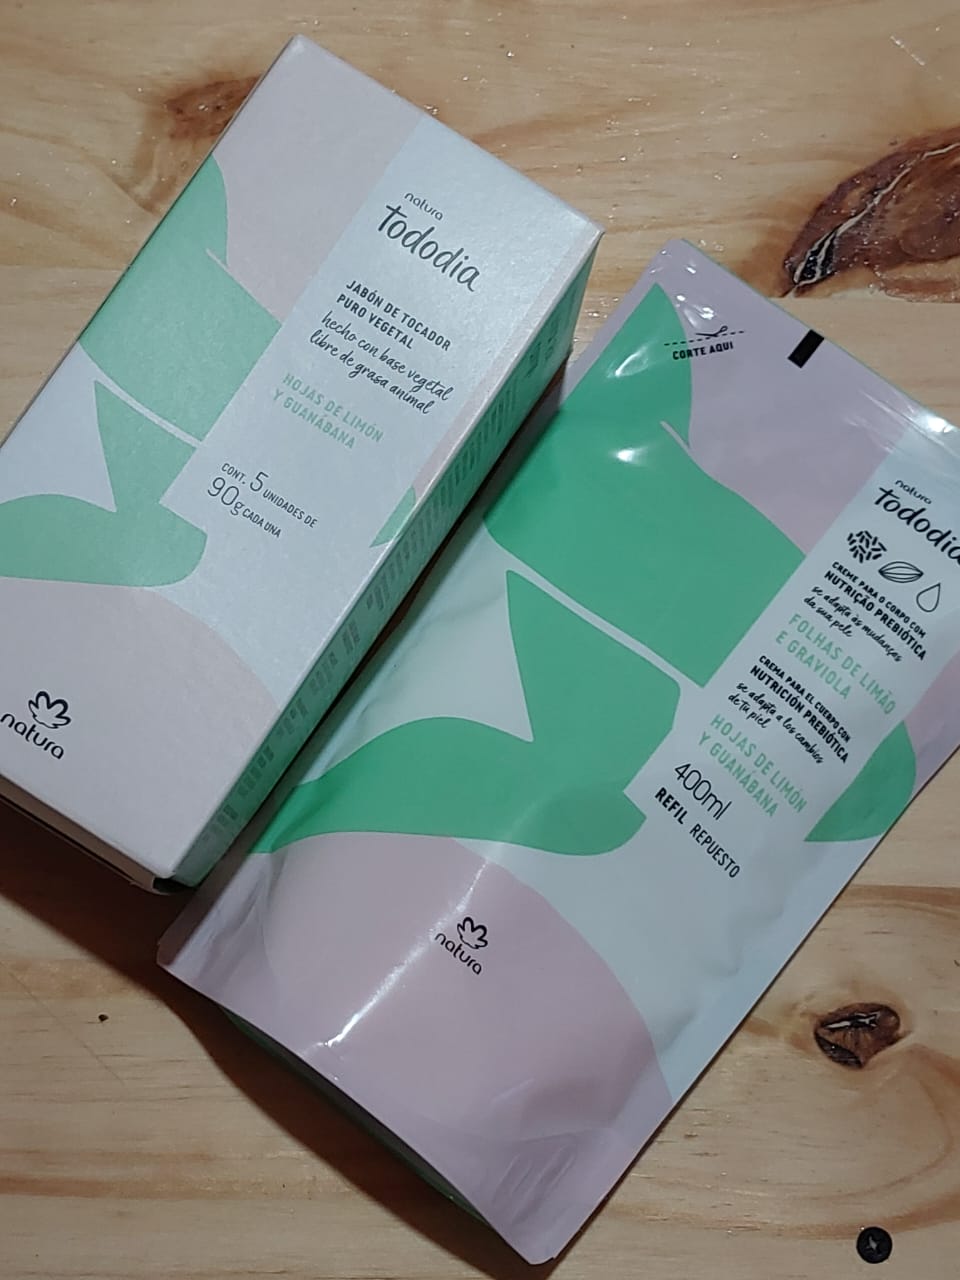 natura
Tododia
JABÓN DE TOCADOR
PURO VEGETAL
hecho con base vegetal
libre de grasa animal
HOJAS DE LIMÓN
Y GUANÁBANA
CONT. 5 UNIDADES DE
90g CADA UNA
natura
CORTE AQUI
natura
Tododia
CREME PARA O CORPO COM
NUTRIÇÃO PREBIÓTICA
se adapta às mudanças
da sua pele
FOLHAS DE LIMÃO
E GRAVIOLA
CREMA PARA EL CUERPO CON
NUTRICIÓN PREBIÓTICA
se adapta a los cambios
de tu piel
HOJAS DE LIMÓN
Y GUANÁBANA
400ml
REFIL REPUESTO
natura